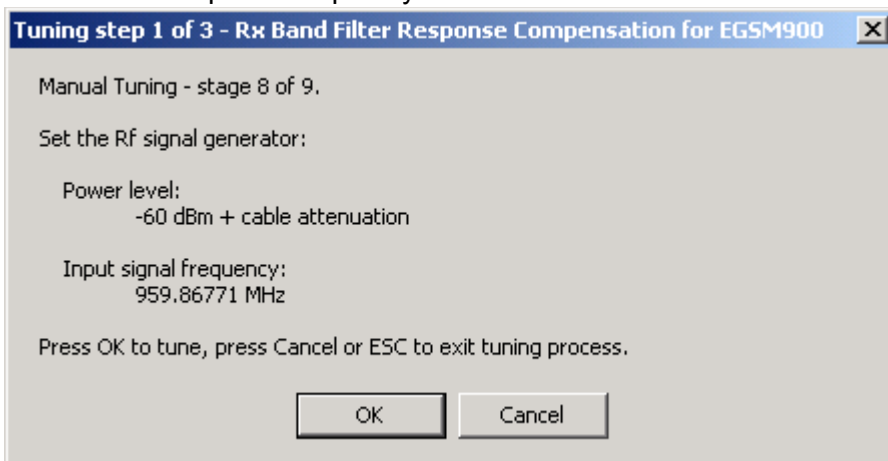 Tuning step 1 of 3 - Rx Band Filter Response Compensation for EGSM900
Manual Tuning - stage 8 of 9.
Set the Rf signal generator:
Power level:
-60 dBm + cable attenuation
Input signal frequency:
959.86771 MHz
Press OK to tune, press Cancel or ESC to exit tuning process.
OK Cancel